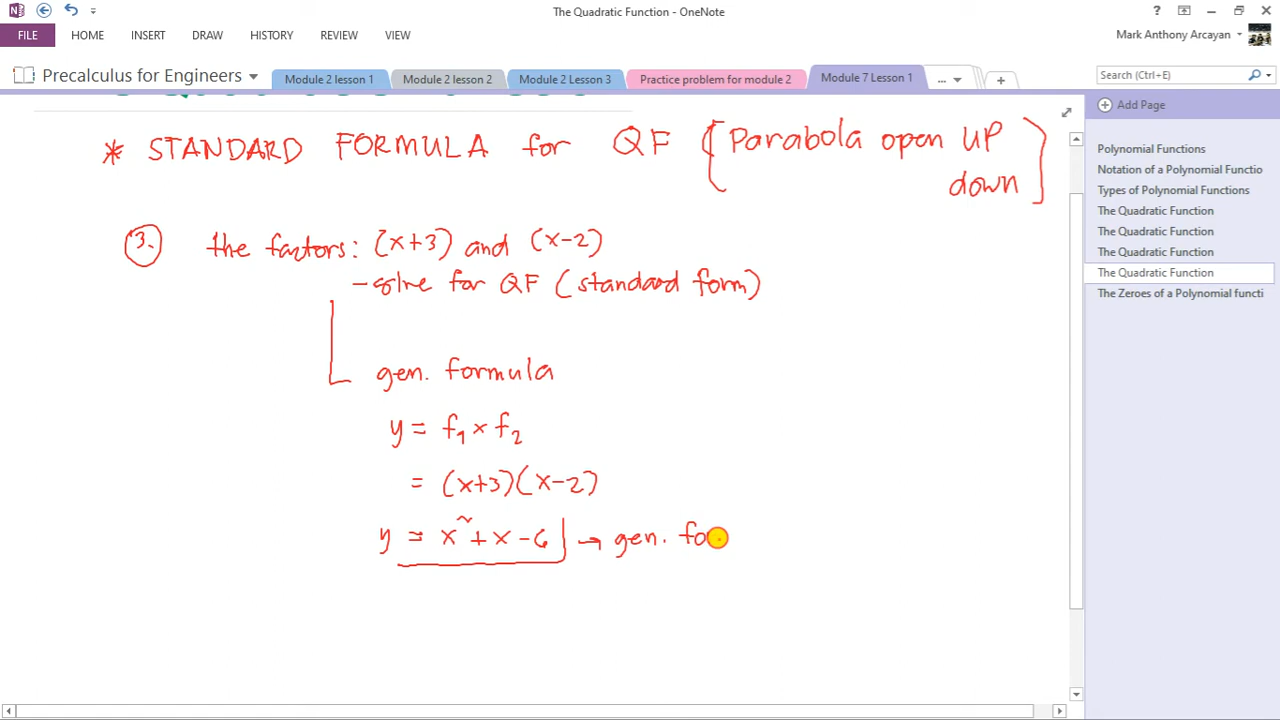 The Quadratic Function - OneNote
Mark Anthony Arcayan
FILE HOME INSERT DRAW HISTORY REVIEW VIEW
Precalculus for Engineers
Module 2 lesson 1 Module 2 lesson 2 Module 2 Lesson 3 Practice problem for module 2 Module 7 Lesson 1 ...
Search (Ctrl+E)
Add Page
Polynomial Functions
Notation of a Polynomial Functio
Types of Polynomial Functions
The Quadratic Function
The Quadratic Function
The Quadratic Function
The Quadratic Function
The Zeroes of a Polynomial functi
* STANDARD FORMULA for QF { Parabola open UP
down }
3. the factors: (x+3) and (x-2)
- solve for QF (standard form)
gen. formula
y = f₁ × f₂
= (x+3)(x-2)
y = x² + x - 6 → gen. fo